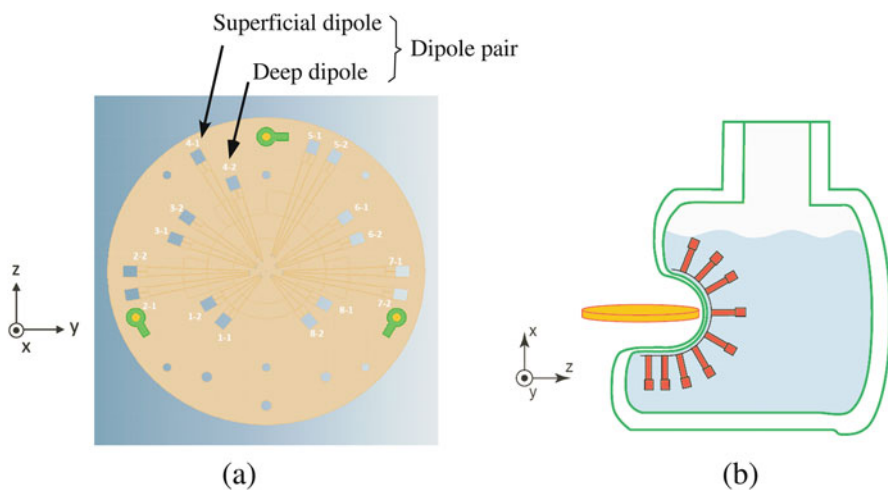 Superficial dipole
Deep dipole
Dipole pair
4-1
4-2
5-1
5-2
3-2
3-1
6-1
6-2
2-2
2-1
7-1
7-2
1-2
1-1
8-1
8-2
z
y
x
x
z
y
(a)
(b)